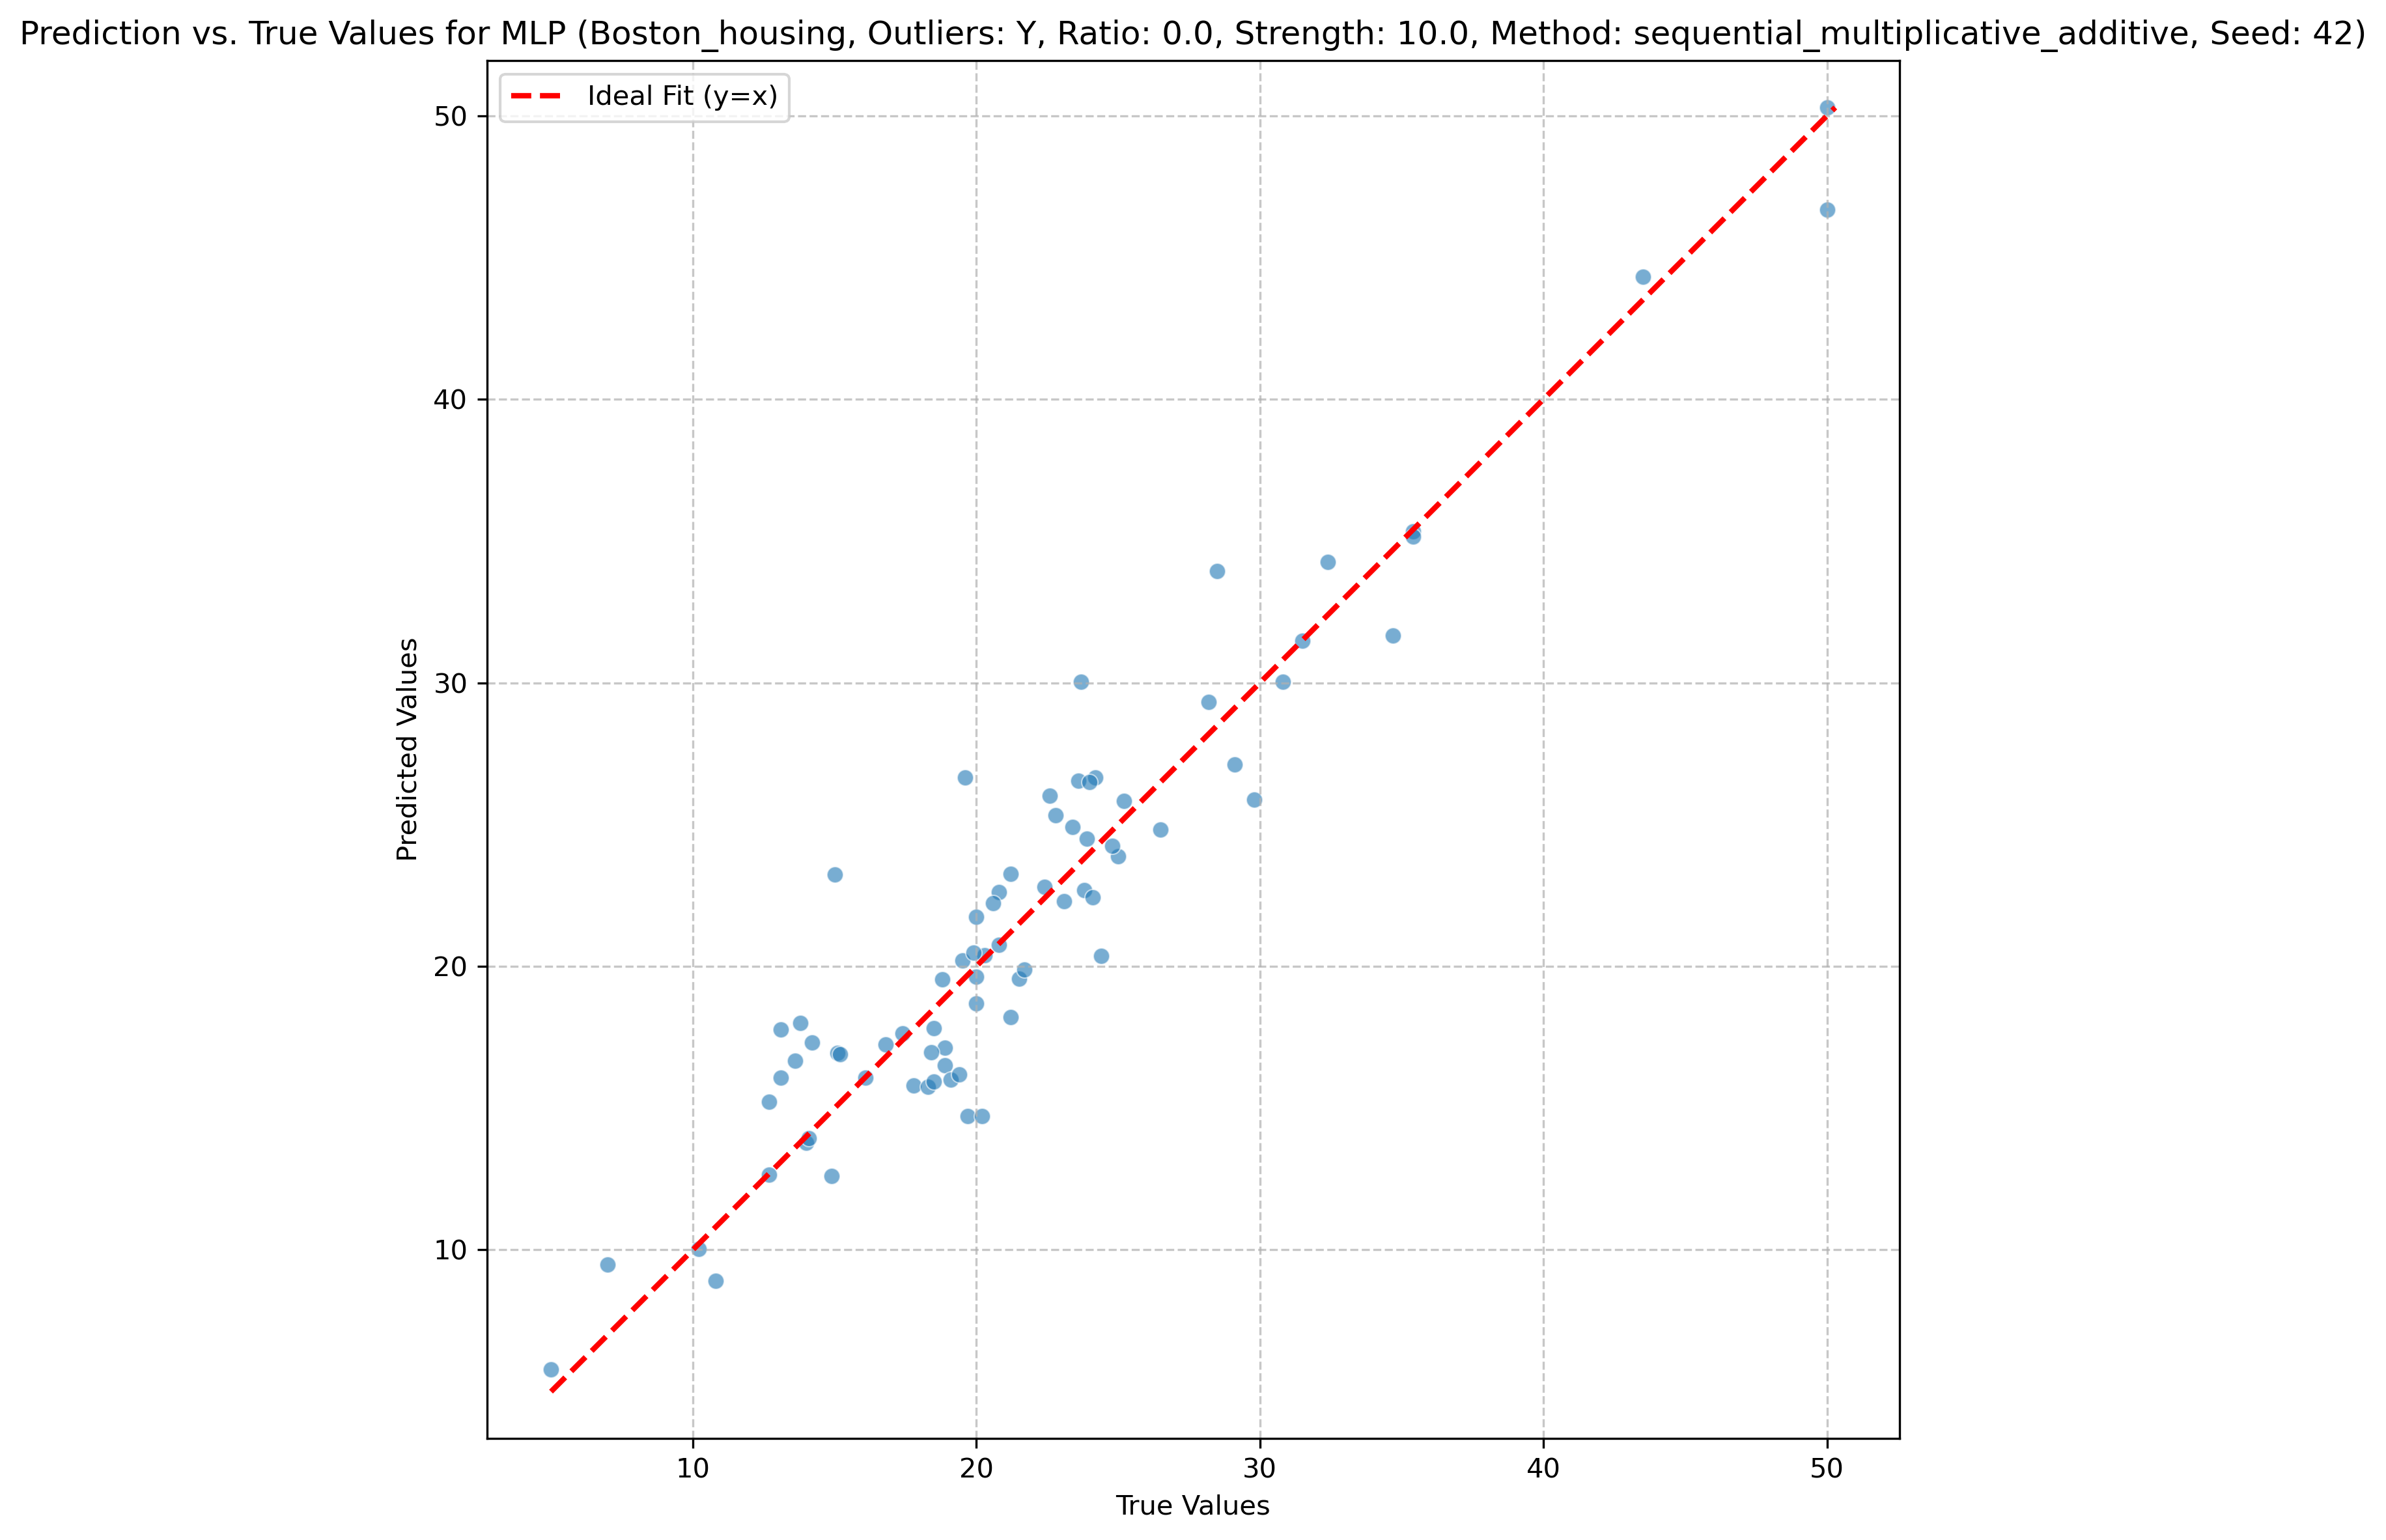 Prediction vs. True Values for MLP (Boston_housing, Outliers: Y, Ratio: 0.0, Strength: 10.0, Method: sequential_multiplicative_additive, Seed: 42)
Ideal Fit (y=x)
50
40
30
20
10
Predicted Values
10 20 30 40 50
True Values